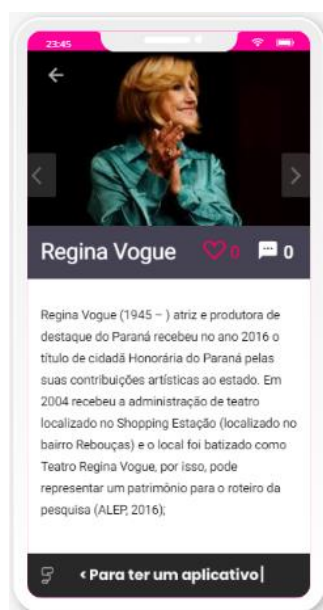 23:45
Regina Vogue 0 0
Regina Vogue (1945 – ) atriz e produtora de
destaque do Paraná recebeu no ano 2016 o
título de cidadã Honorária do Paraná pelas
suas contribuições artísticas ao estado. Em
2004 recebeu a administração de teatro
localizado no Shopping Estação (localizado no
bairro Rebouças) e o local foi batizado como
Teatro Regina Vogue, por isso, pode
representar um patrimônio para o roteiro da
pesquisa (ALEP, 2016);
< Para ter um aplicativo|